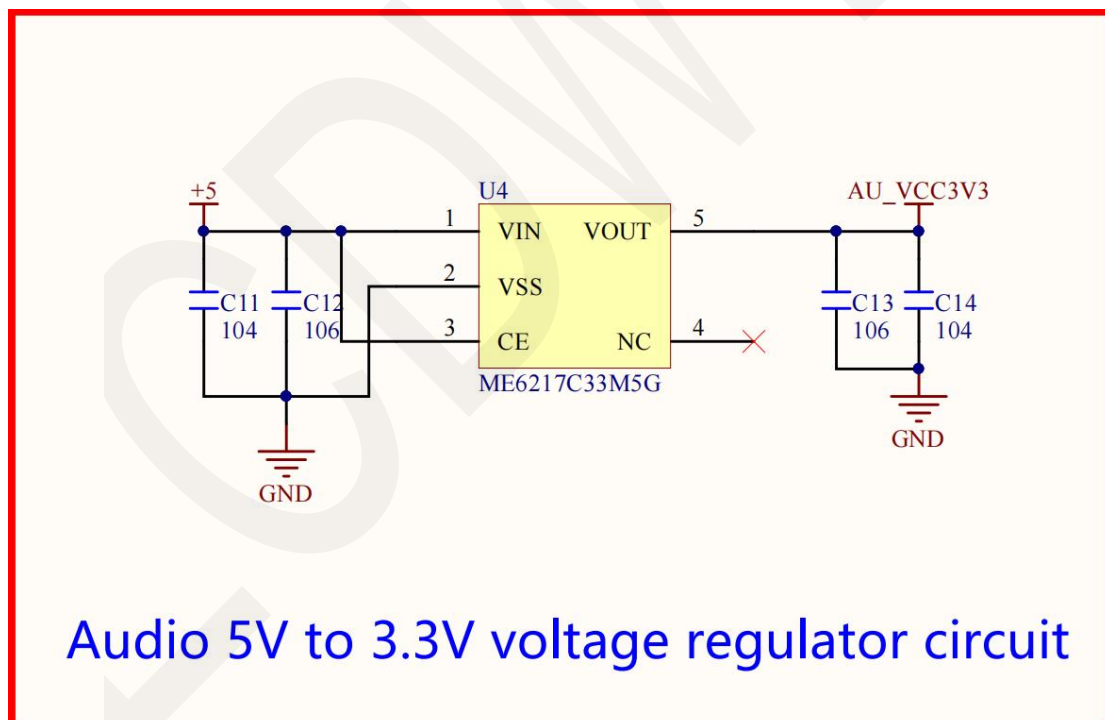 +5
U4
AU_VCC3V3
1
VIN
VOUT
5
2
VSS
C11
104
C12
106
3
CE
NC
4
C13
106
C14
104
ME6217C33M5G
GND
GND
Audio 5V to 3.3V voltage regulator circuit